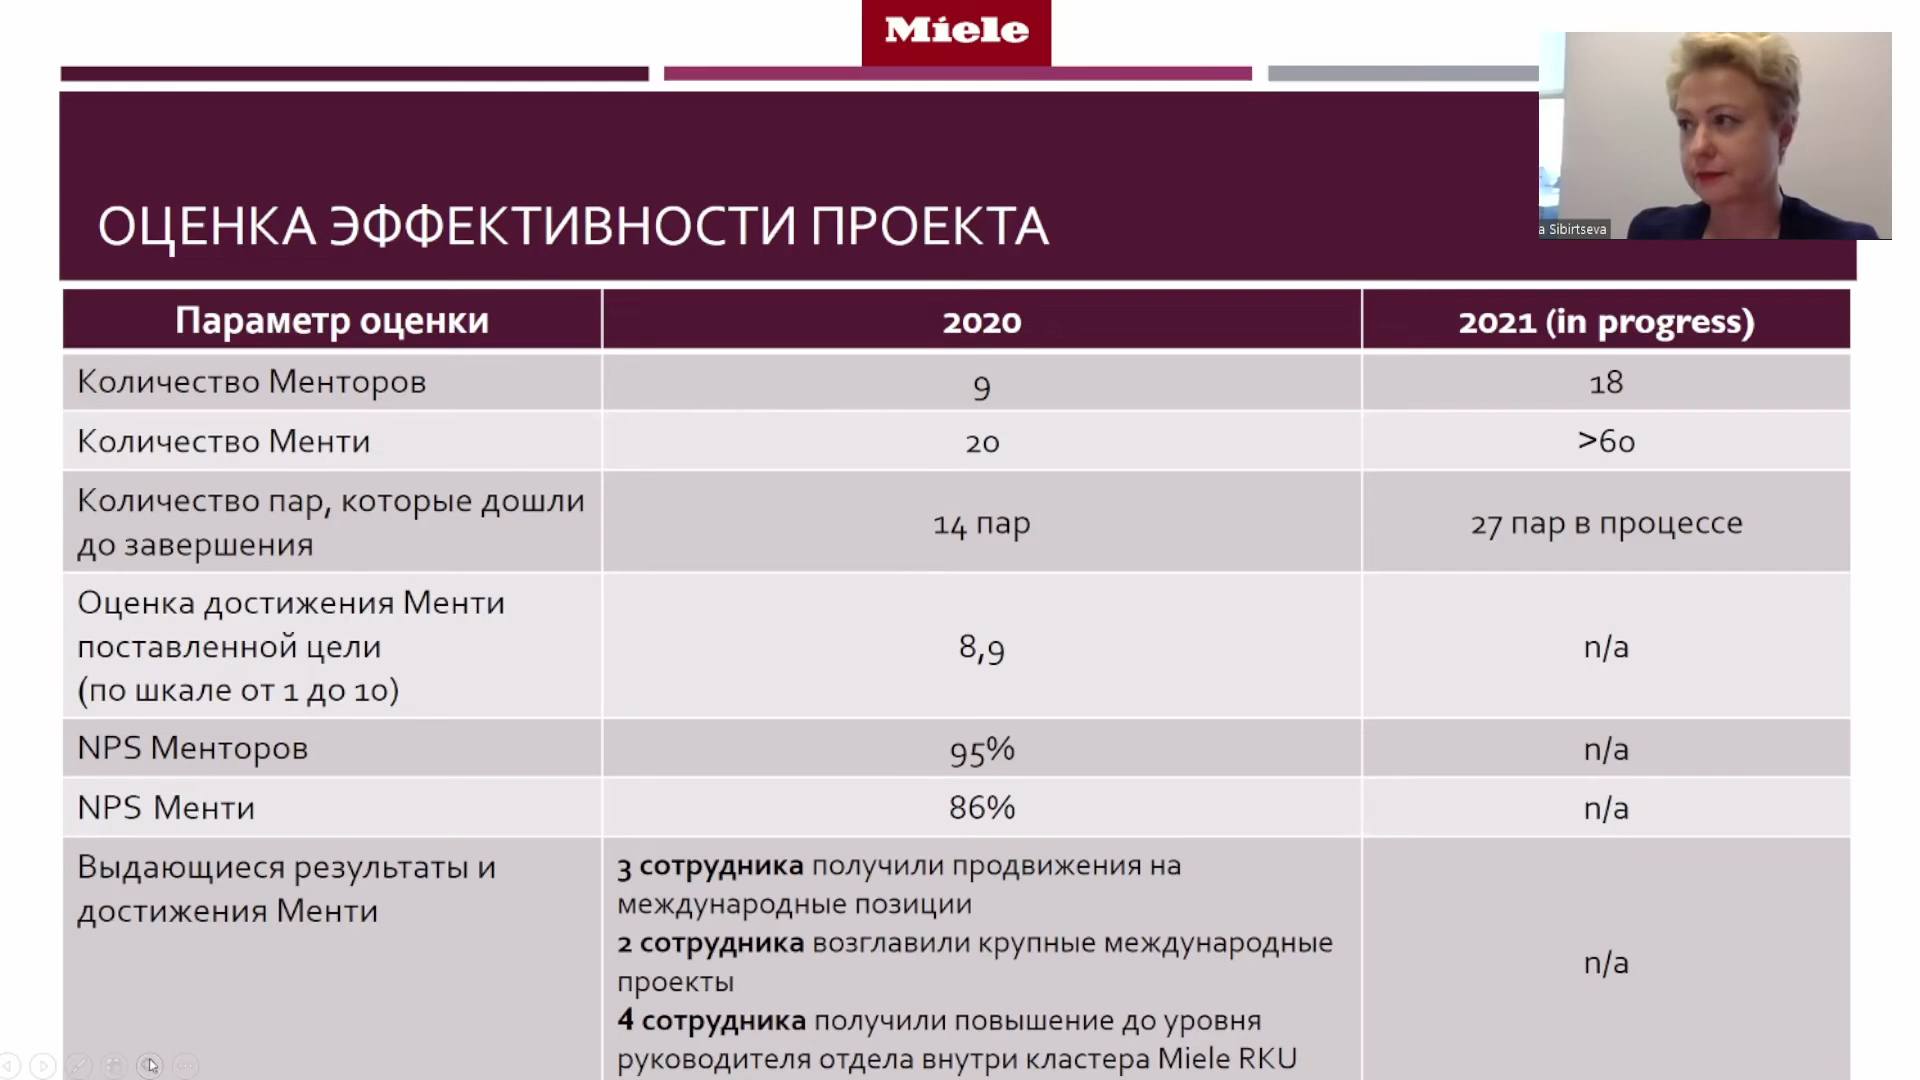 Miele
a Sibirtseva
ОЦЕНКА ЭФФЕКТИВНОСТИ ПРОЕКТА
Параметр оценки
2020
2021 (in progress)
Количество Менторов
9
18
Количество Менти
20
>60
Количество пар, которые дошли
до завершения
14 пар
27 пар в процессе
Оценка достижения Менти
поставленной цели
(по шкале от 1 до 10)
8,9
n/a
NPS Менторов
95%
n/a
NPS Менти
86%
n/a
Выдающиеся результаты и
достижения Менти
3 сотрудника получили продвижения на
международные позиции
2 сотрудника возглавили крупные международные
проекты
4 сотрудника получили повышение до уровня
руководителя отдела внутри кластера Miele RKU
n/a